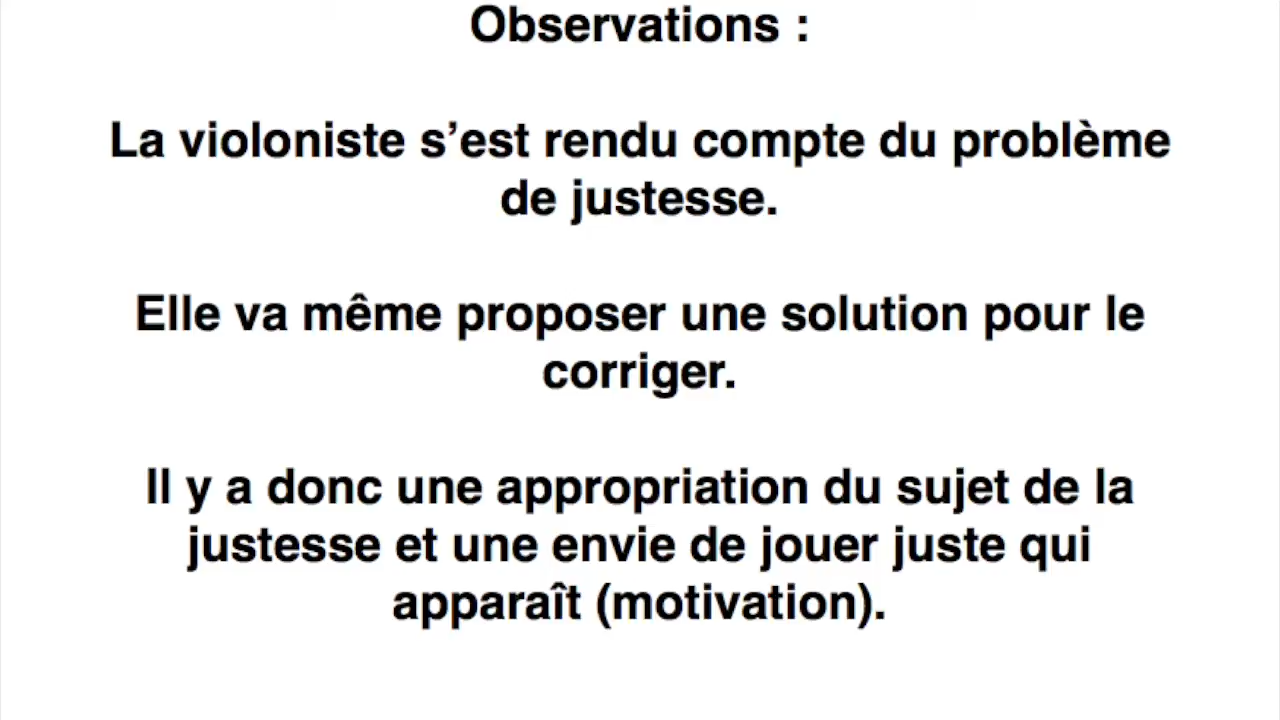 Observations :
La violoniste s’est rendu compte du problème
de justesse.
Elle va même proposer une solution pour le
corriger.
Il y a donc une appropriation du sujet de la
justesse et une envie de jouer juste qui
apparaît (motivation).